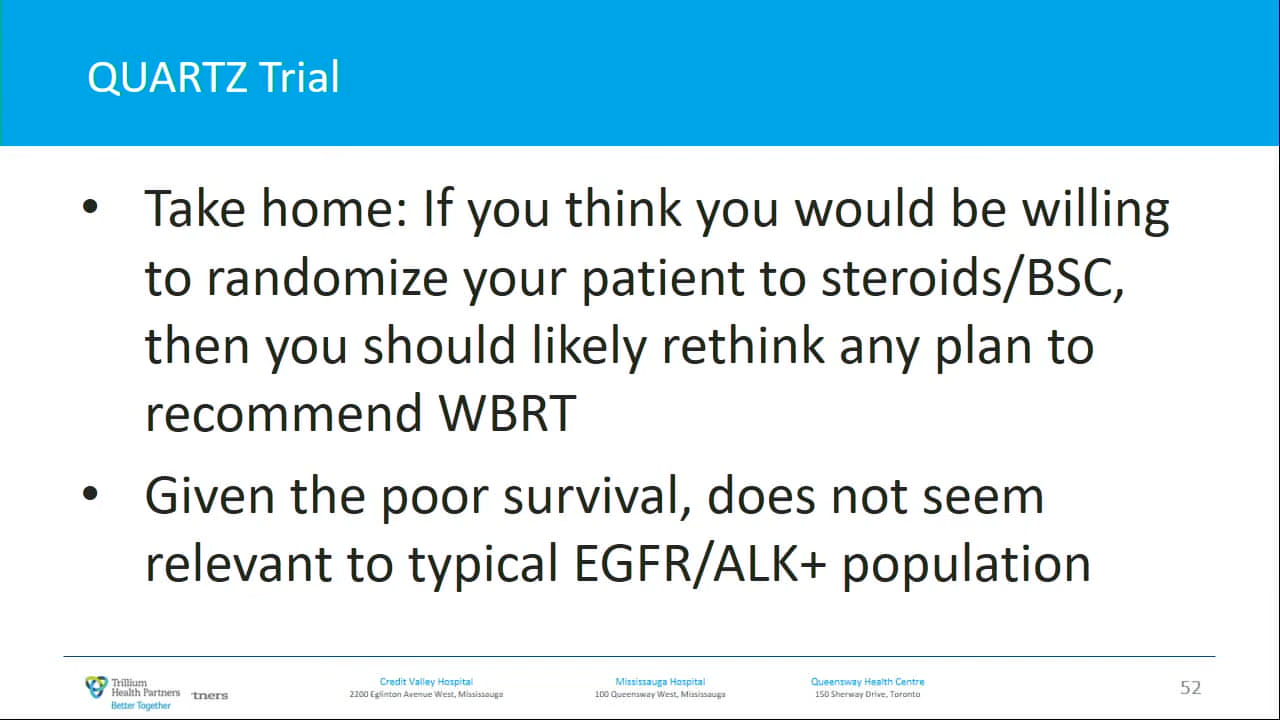 QUARTZ Trial
• Take home: If you think you would be willing
to randomize your patient to steroids/BSC,
then you should likely rethink any plan to
recommend WBRT
• Given the poor survival, does not seem
relevant to typical EGFR/ALK+ population
Trillium
Health Partners
Better Together
tners
Credit Valley Hospital
2200 Eglinton Avenue West, Mississauga
Mississauga Hospital
100 Queensway West, Mississauga
Queensway Health Centre
150 Sherway Drive, Toronto
52